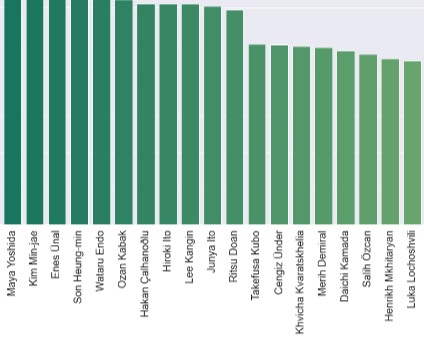 Maya Yoshida
Kim Min-jae
Enes Ünal
Son Heung-min
Wataru Endo
Ozan Kabak
Hakan Çalhanoğlu
Hiroki Ito
Lee Kangin
Junya Ito
Ritsu Doan
Takefusa Kubo
Cengiz Ünder
Khvicha Kvaratskhelia
Merih Demiral
Daichi Kamada
Salih Özcan
Henrikh Mkhitaryan
Luka Lochoshvili